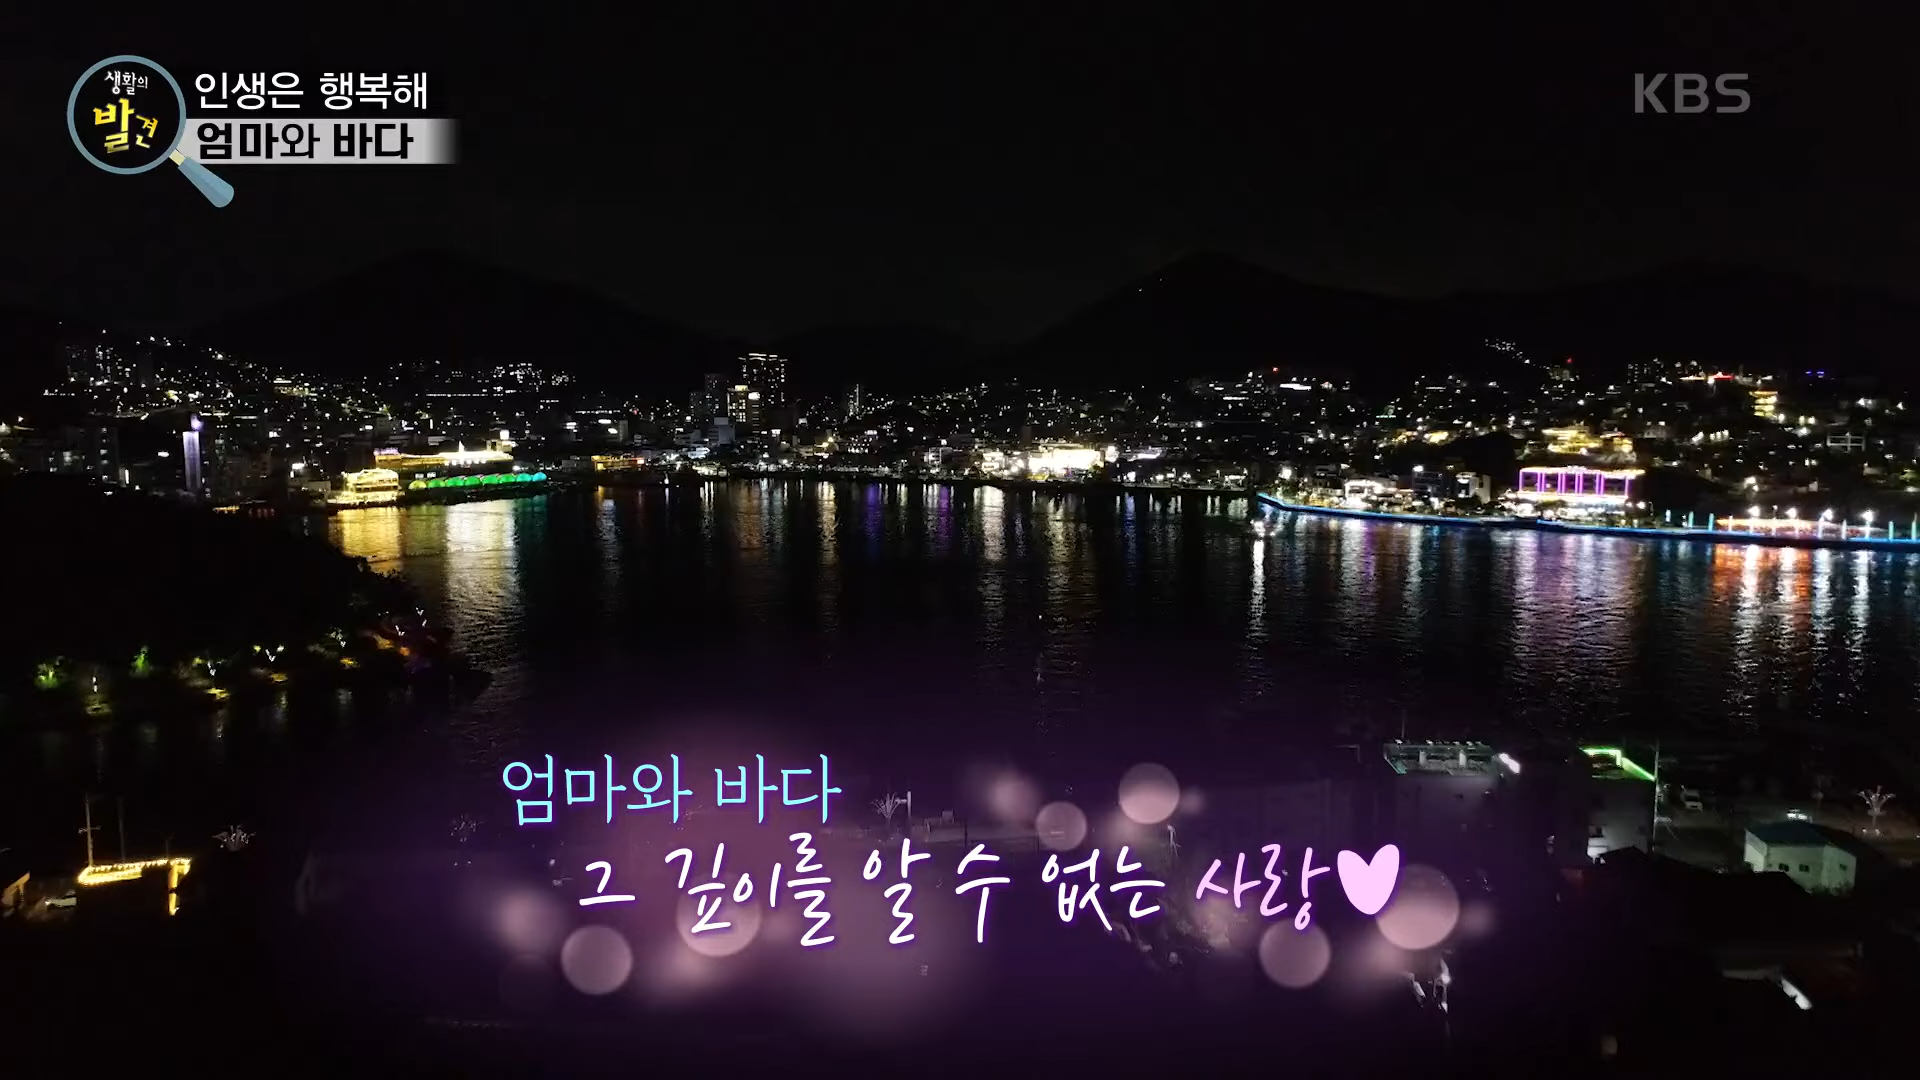 생활의
발견
인생은 행복해
엄마와 바다
KBS
엄마와 바다
그 깊이를 알 수 없는 사랑♥